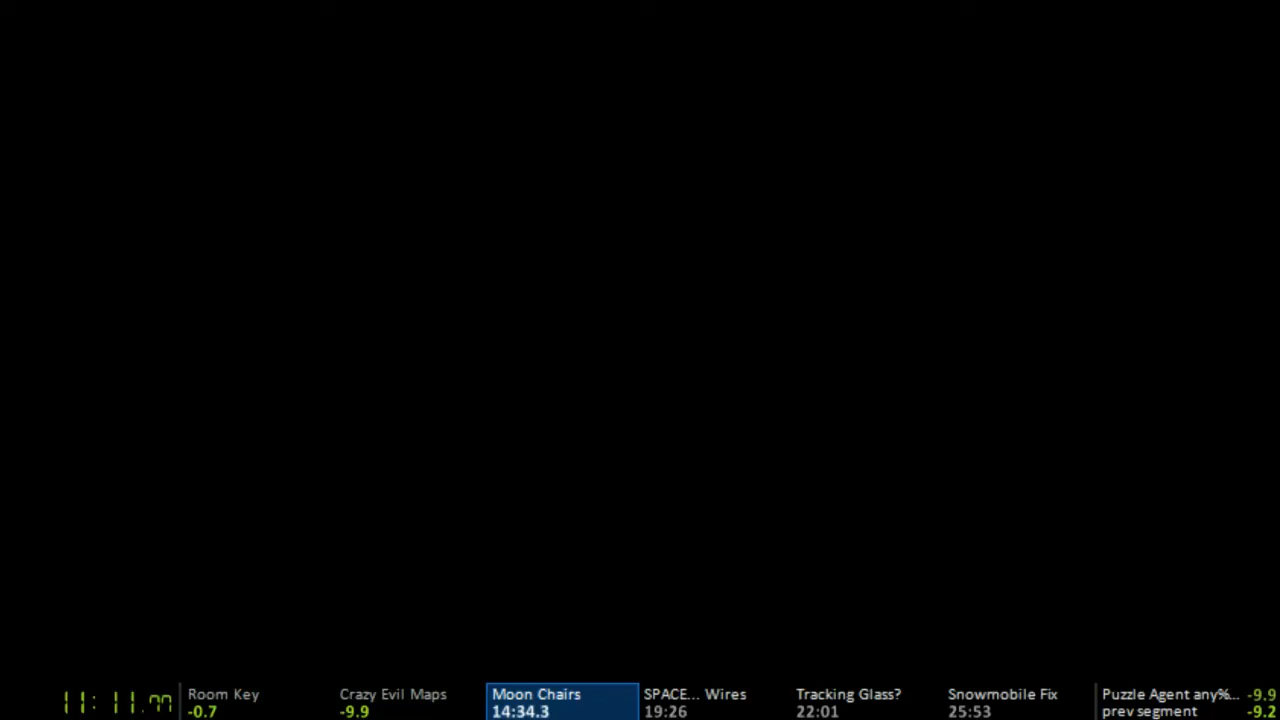 11:11.77
Room Key
-0.7
Crazy Evil Maps
-9.9
Moon Chairs
14:34.3
SPACE... Wires
19:26
Tracking Glass?
22:01
Snowmobile Fix
25:53
Puzzle Agent any%... -9.9
prev segment -9.2